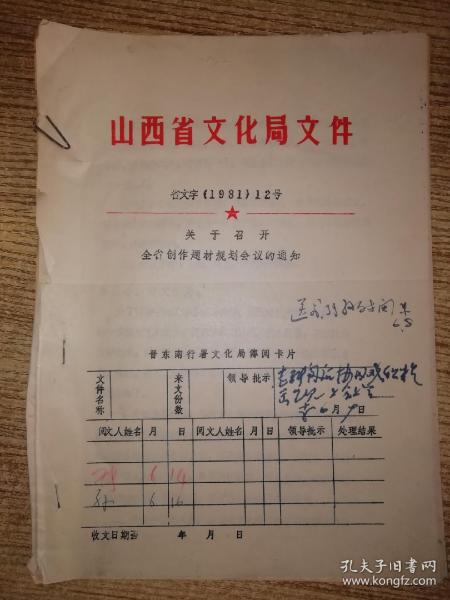 山西省文化局文件
省文字(1981)12号
关于召开
全省创作题材规划会议的通知
晋东南行署文化局传阅卡片
文件名称 来文份数 领导批示
阅文人姓名 月 日 阅文人姓名 月 日 领导批示 处理结果
6 14
6 16
收文日期 年 月 日
孔夫子旧书网
www.kongfz.com